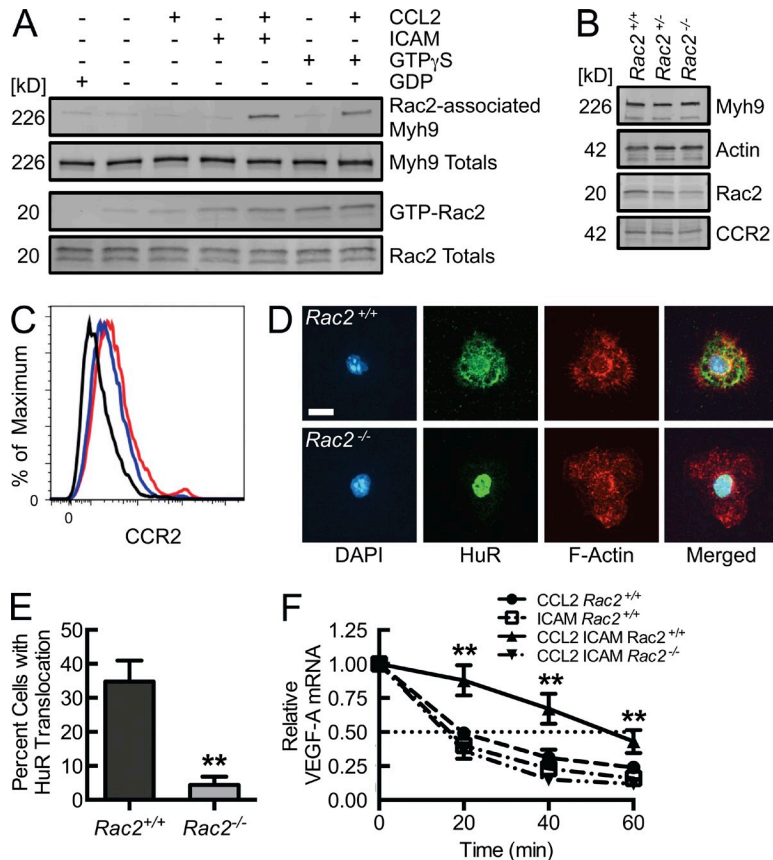 A
- - + - + - + CCL2
- - - + + - - ICAM
- - - - - + + GTPγS
[kD] + - - - - - - GDP
226 Rac2-associated
Myh9
226 Myh9 Totals
20 GTP-Rac2
20 Rac2 Totals
B
Rac2+/+ Rac2+/- Rac2-/-
[kD]
226 Myh9
42 Actin
20 Rac2
42 CCR2
C
% of Maximum
0
0
CCR2
D
Rac2+/+
Rac2-/-
DAPI HuR F-Actin Merged
E
Percent Cells with
HuR Translocation
50
40
30
20
10
0
**
Rac2+/+ Rac2-/-
F
CCL2 Rac2+/+
ICAM Rac2+/+
CCL2 ICAM Rac2+/+
CCL2 ICAM Rac2-/-
Relative
VEGF-A mRNA
1.25
1.00
0.75
0.50
0.25
0.00
** ** **
0 20 40 60
Time (min)